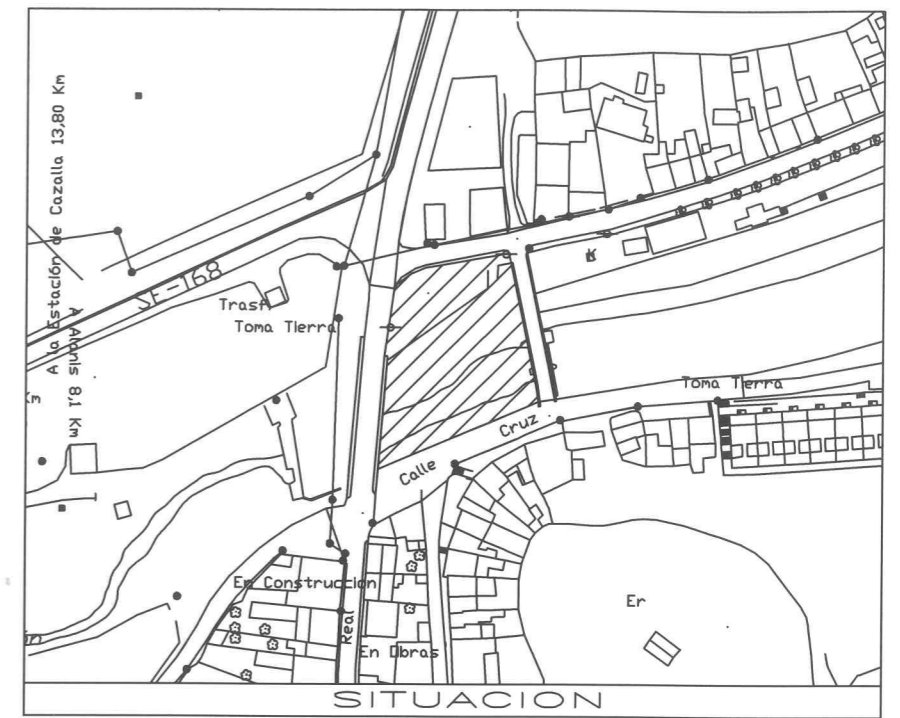 A la Estación de Cazalla 13,80 Km
A Alanis 8,1 Km
SE-168
Trasf
Toma Tierra
Toma Tierra
Calle Cruz
En Construccion
Real
En Obras
Er
SITUACION